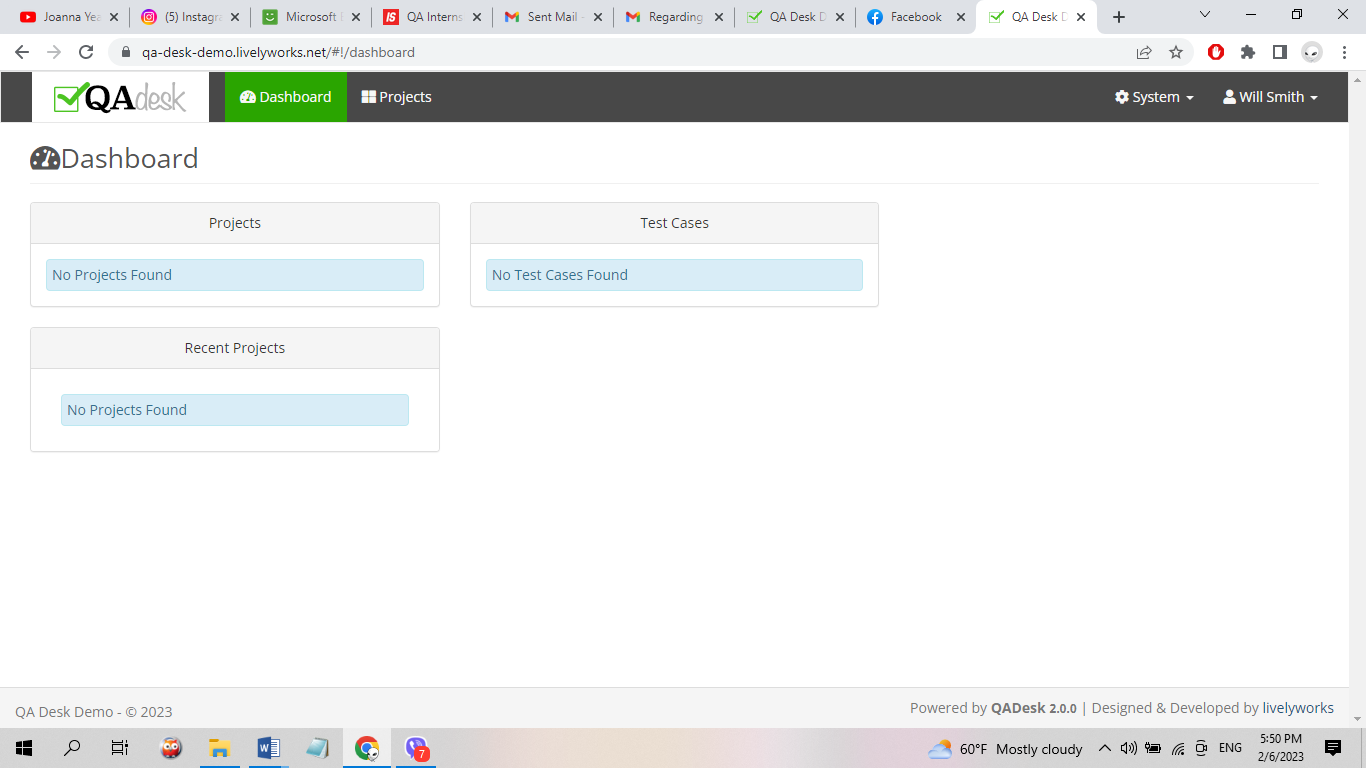 Joanna Yea
(5) Instagra
Microsoft E
QA Interns
Sent Mail -
Regarding
QA Desk D
Facebook
QA Desk D
qa-desk-demo.livelyworks.net/#!/dashboard
QAdesk
Dashboard
Projects
System
Will Smith
Dashboard
Projects
Test Cases
No Projects Found
No Test Cases Found
Recent Projects
No Projects Found
QA Desk Demo - © 2023
Powered by QADesk 2.0.0 | Designed & Developed by livelyworks
7
60°F Mostly cloudy
ENG
5:50 PM
2/6/2023